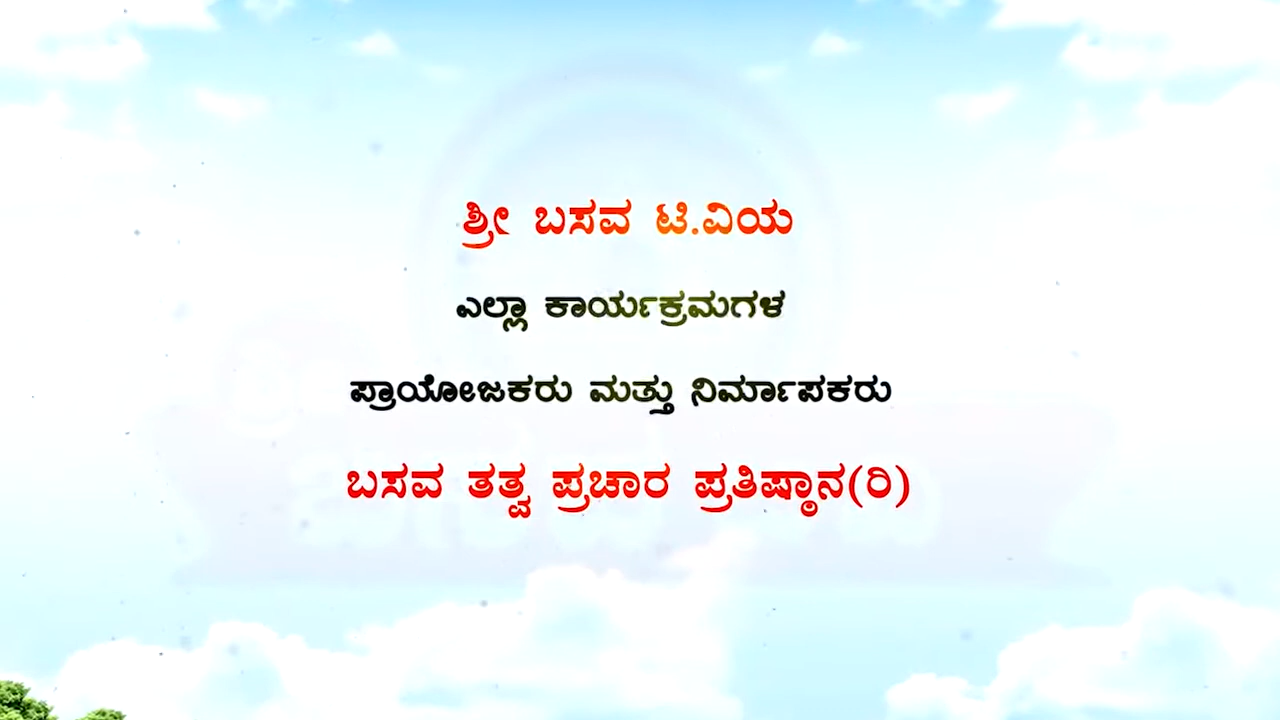 ಶ್ರೀ ಬಸವ ಟಿ.ವಿಯ
ಎಲ್ಲಾ ಕಾರ್ಯಕ್ರಮಗಳ
ಪ್ರಾಯೋಜಕರು ಮತ್ತು ನಿರ್ಮಾಪಕರು
ಬಸವ ತತ್ವ ಪ್ರಚಾರ ಪ್ರತಿಷ್ಠಾನ(ರಿ)